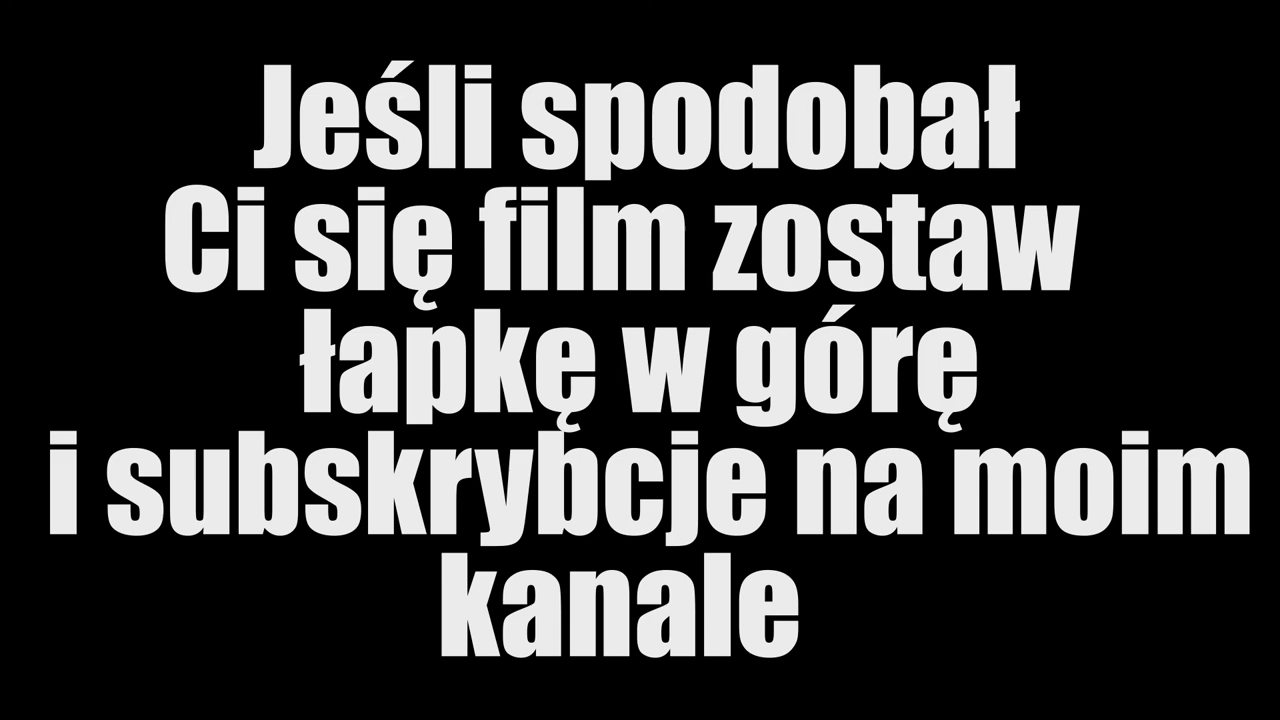 Jeśli spodobał
Ci się film zostaw
łapkę w górę
i subskrybcje na moim
kanale